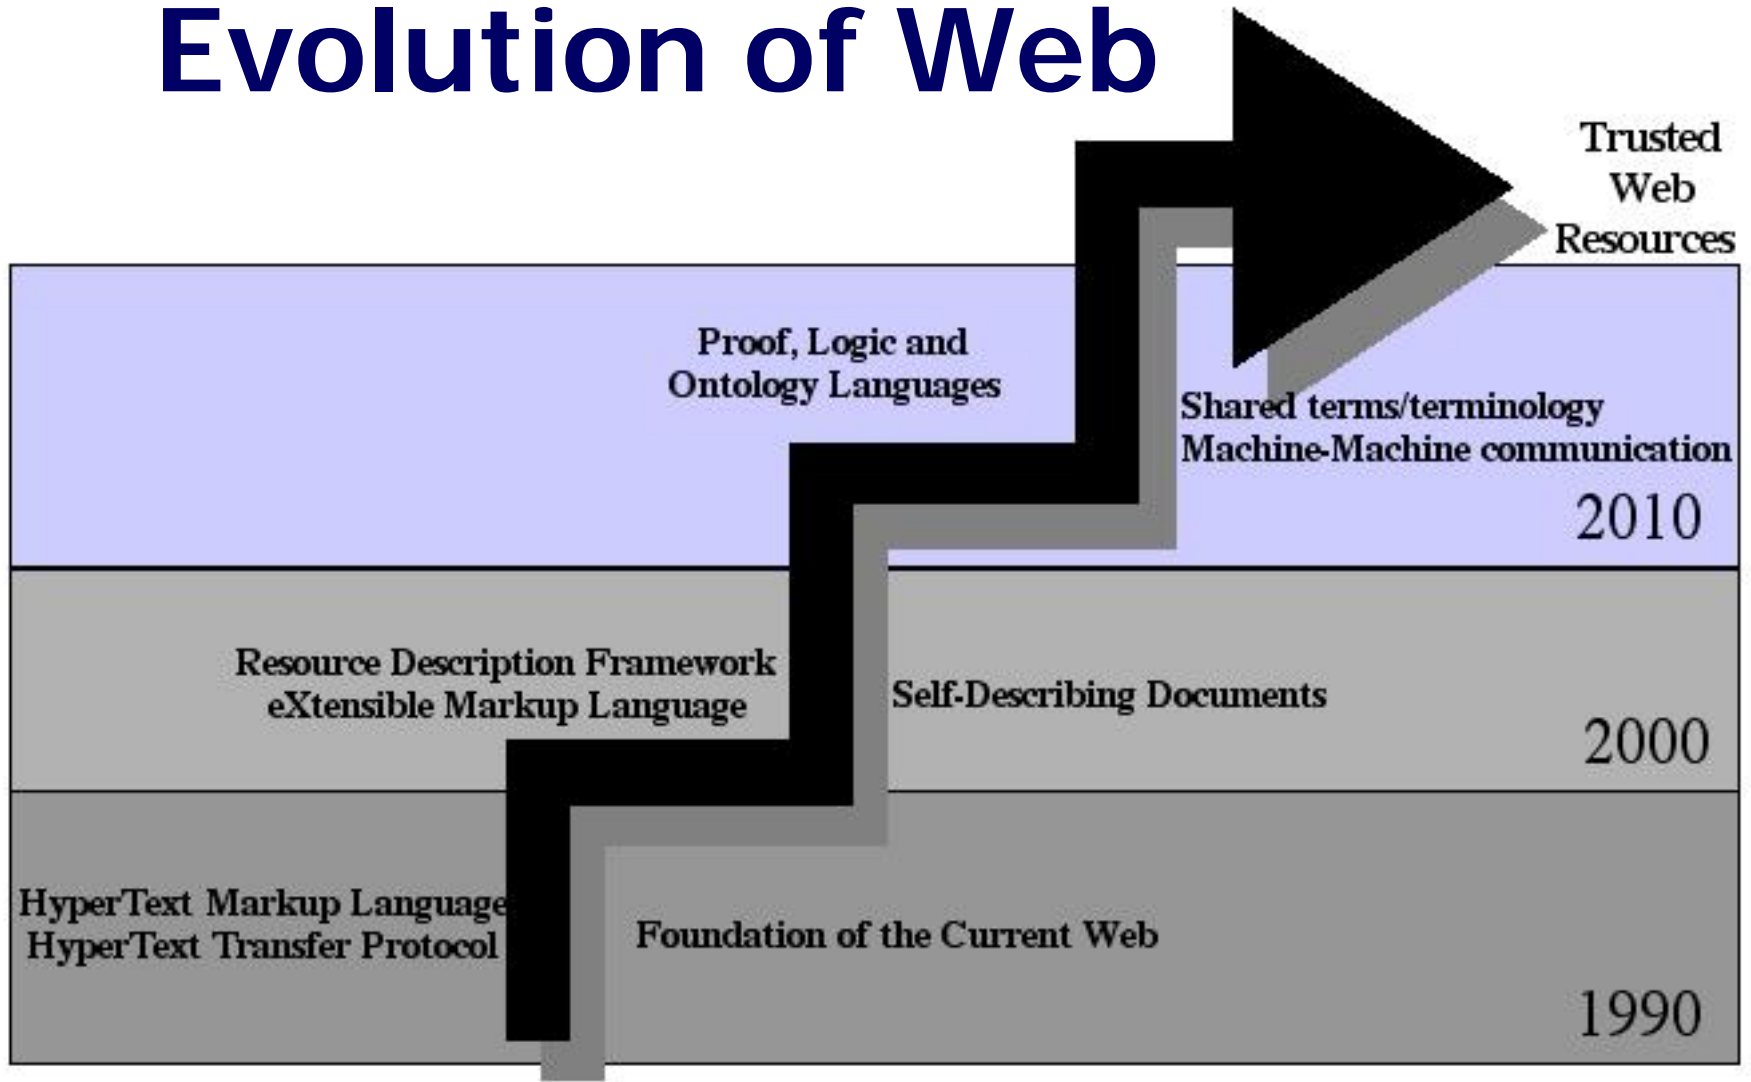 Evolution of Web
Trusted
Web
Resources
Proof, Logic and
Ontology Languages
Shared terms/terminology
Machine-Machine communication
2010
Resource Description Framework
eXtensible Markup Language
Self-Describing Documents
2000
HyperText Markup Language
HyperText Transfer Protocol
Foundation of the Current Web
1990